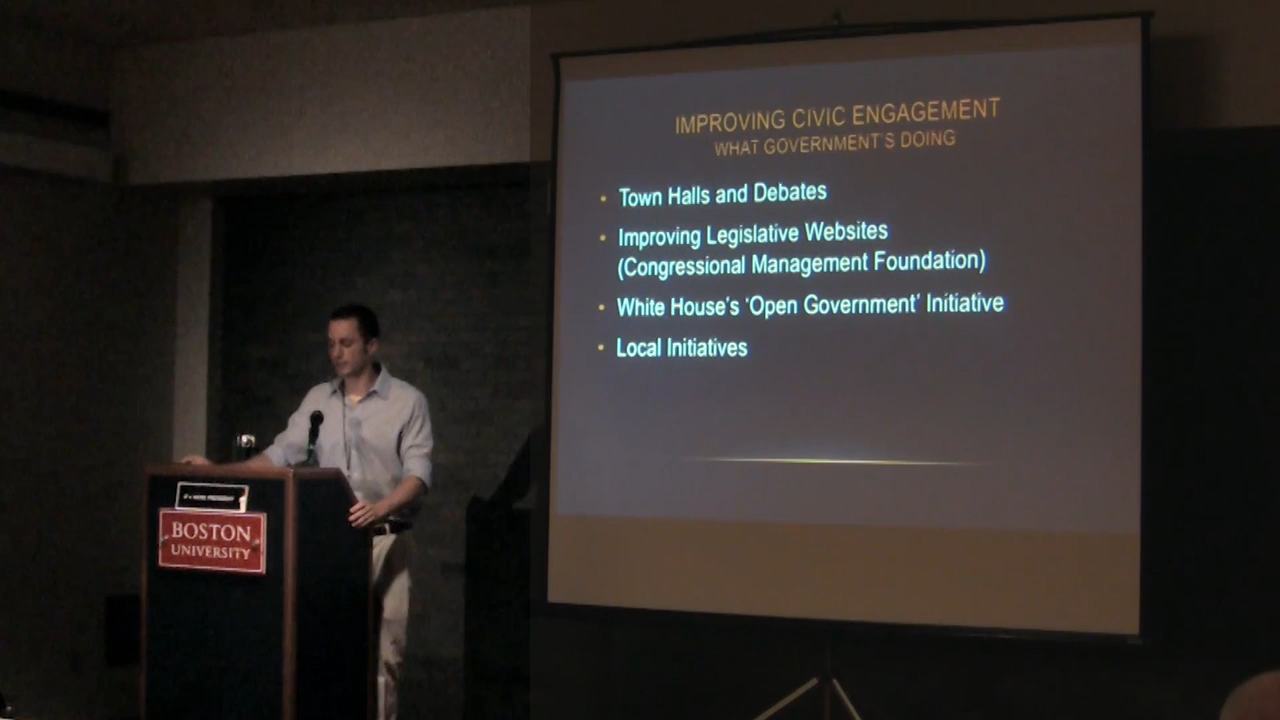 IMPROVING CIVIC ENGAGEMENT
WHAT GOVERNMENT'S DOING
• Town Halls and Debates
• Improving Legislative Websites
(Congressional Management Foundation)
• White House's 'Open Government' Initiative
• Local Initiatives
BOSTON
UNIVERSITY